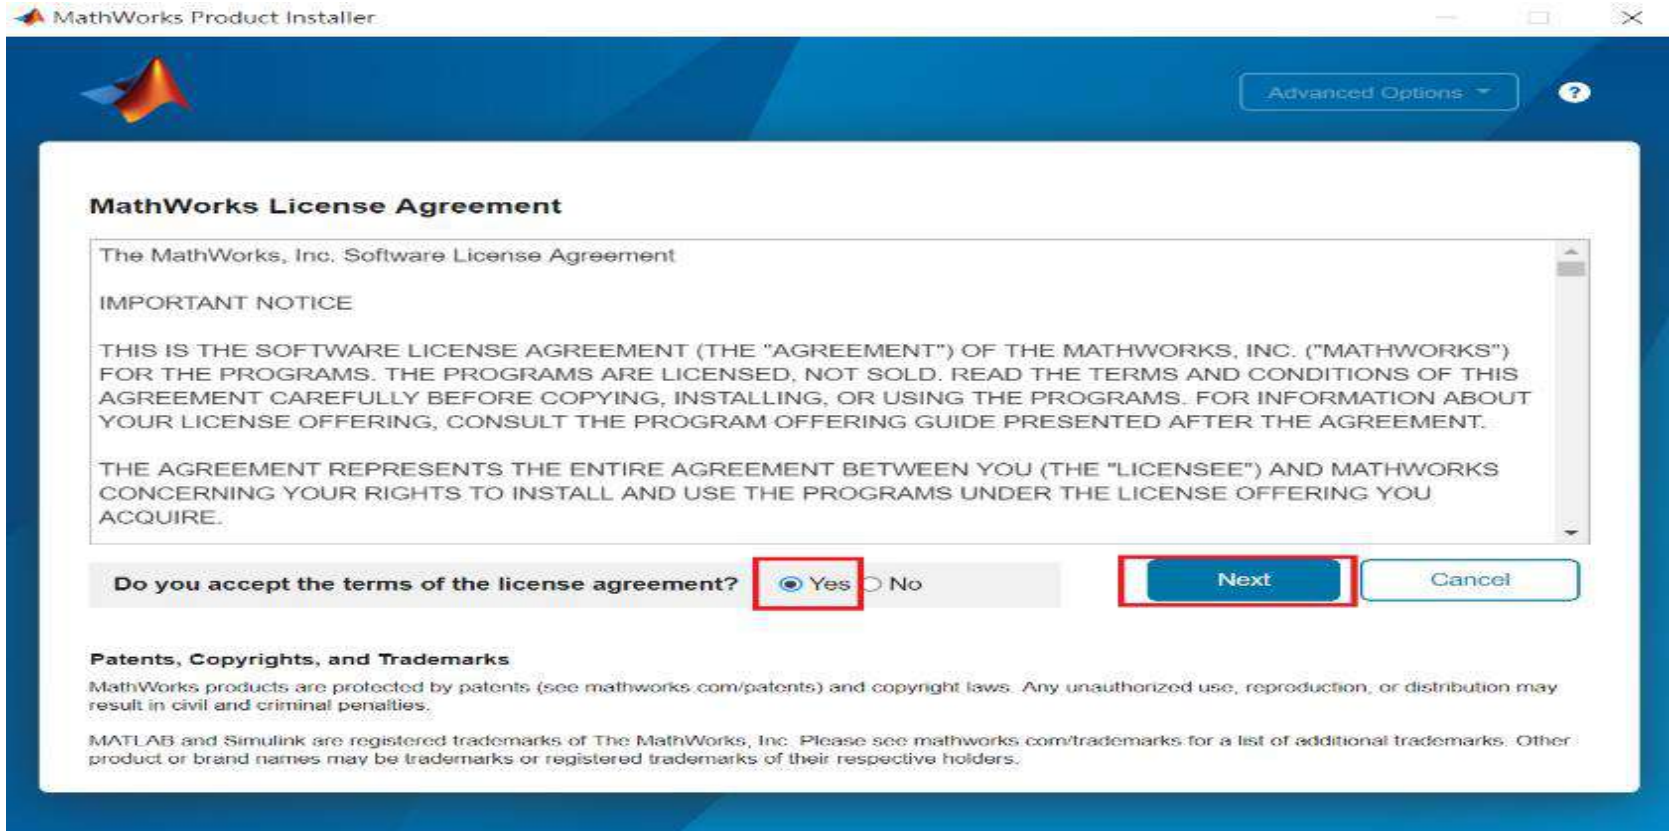 MathWorks Product Installer
Advanced Options
?
MathWorks License Agreement
The MathWorks, Inc. Software License Agreement
IMPORTANT NOTICE
THIS IS THE SOFTWARE LICENSE AGREEMENT (THE "AGREEMENT") OF THE MATHWORKS, INC. ("MATHWORKS")
FOR THE PROGRAMS. THE PROGRAMS ARE LICENSED, NOT SOLD. READ THE TERMS AND CONDITIONS OF THIS
AGREEMENT CAREFULLY BEFORE COPYING, INSTALLING, OR USING THE PROGRAMS. FOR INFORMATION ABOUT
YOUR LICENSE OFFERING, CONSULT THE PROGRAM OFFERING GUIDE PRESENTED AFTER THE AGREEMENT.
THE AGREEMENT REPRESENTS THE ENTIRE AGREEMENT BETWEEN YOU (THE "LICENSEE") AND MATHWORKS
CONCERNING YOUR RIGHTS TO INSTALL AND USE THE PROGRAMS UNDER THE LICENSE OFFERING YOU
ACQUIRE.
Do you accept the terms of the license agreement? Yes No
Next Cancel
Patents, Copyrights, and Trademarks
MathWorks products are protected by patents (see mathworks.com/patents) and copyright laws. Any unauthorized use, reproduction, or distribution may
result in civil and criminal penalties.
MATLAB and Simulink are registered trademarks of The MathWorks, Inc. Please see mathworks.com/trademarks for a list of additional trademarks. Other
product or brand names may be trademarks or registered trademarks of their respective holders.